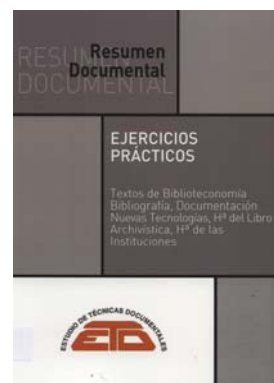 RESUMEN
Resumen
Documental
DOCUMENTAL
EJERCICIOS
PRÁCTICOS
Textos de Biblioteconomía
Bibliografía, Documentación
Nuevas Tecnologías, Hª del Libro
Archivística, Hª de las
Instituciones
ESTUDIO DE TÉCNICAS DOCUMENTALES
ETD